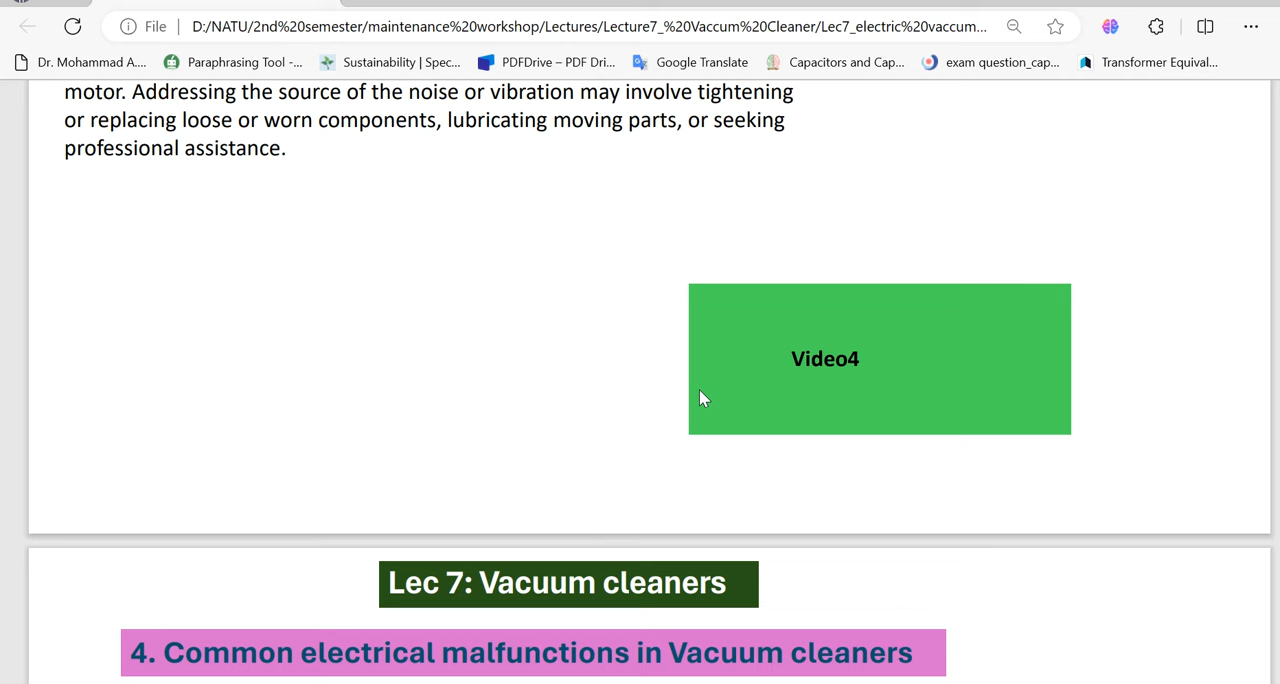 File
D:/NATU/2nd%20semester/maintenance%20workshop/Lectures/Lecture7_%20Vaccum%20Cleaner/Lec7_electric%20vaccum...
Dr. Mohammad A....
Paraphrasing Tool -...
Sustainability | Spec...
PDFDrive – PDF Dri...
Google Translate
Capacitors and Cap...
exam question_cap...
Transformer Equival...
motor. Addressing the source of the noise or vibration may involve tightening
or replacing loose or worn components, lubricating moving parts, or seeking
professional assistance.
Video4
Lec 7: Vacuum cleaners
4. Common electrical malfunctions in Vacuum cleaners